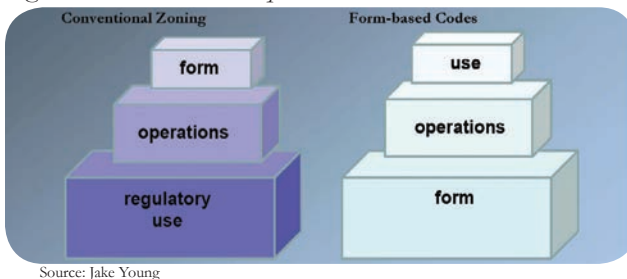 Conventional Zoning
Form-based Codes
form
operations
regulatory
use
use
operations
form
Source: Jake Young